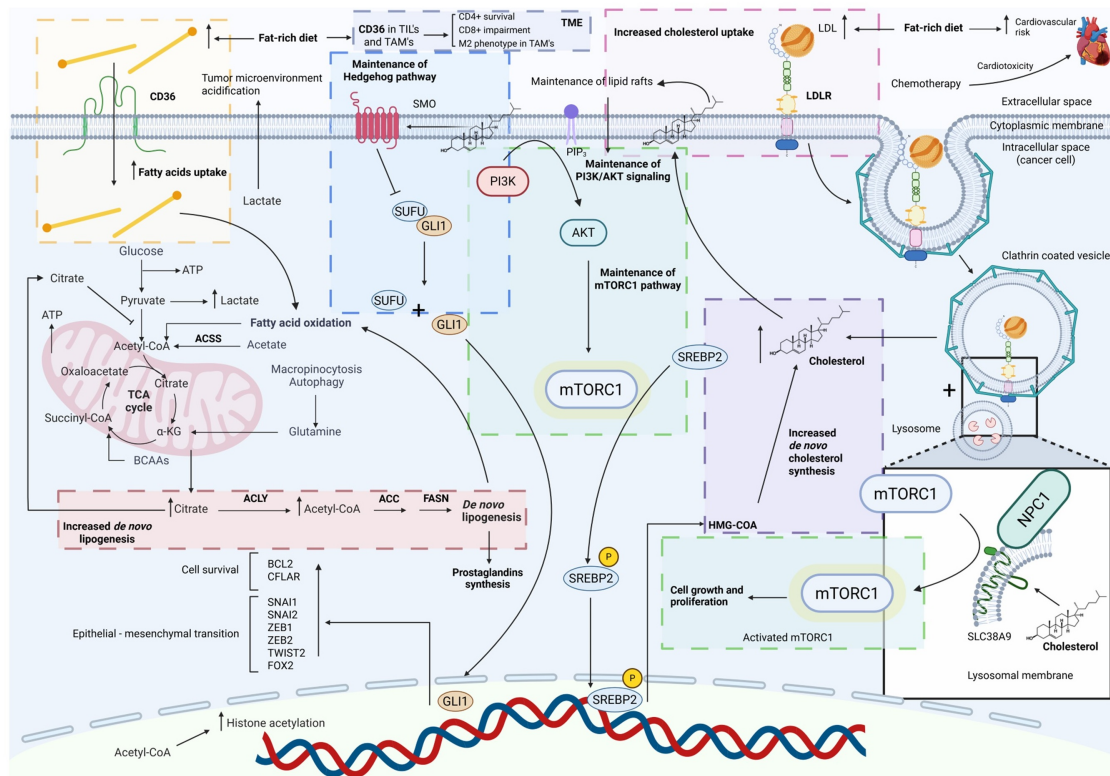 Fat-rich diet
CD36 in TIL's
and TAM's
CD4+ survival
CD8+ impairment
M2 phenotype in TAM's
TME
Increased cholesterol uptake
LDL
Fat-rich diet
Cardiovascular
risk
Chemotherapy
Cardiotoxicity
CD36
Tumor microenvironment
acidification
Maintenance of
Hedgehog pathway
SMO
Maintenance of lipid rafts
LDLR
Extracellular space
Cytoplasmic membrane
Intracellular space
(cancer cell)
HO
HO
PIP3
Fatty acids uptake
Lactate
PI3K
Maintenance of
PI3K/AKT signaling
SUFU
GLI1
AKT
Glucose
ATP
Citrate
Pyruvate
Lactate
ATP
SUFU
+
GLI1
Maintenance of
mTORC1 pathway
Clathrin coated vesicle
Fatty acid oxidation
Acetyl-CoA
ACSS
Acetate
Oxaloacetate
Citrate
TCA
cycle
Succinyl-CoA
α-KG
BCAAs
Macropinocytosis
Autophagy
Glutamine
mTORC1
SREBP2
HO
Cholesterol
+
Lysosome
Increased
de novo
cholesterol
synthesis
HMG-COA
Increased de novo
lipogenesis
Citrate
ACLY
Acetyl-CoA
ACC
FASN
De novo
lipogenesis
Prostaglandins
synthesis
mTORC1
NPC1
SLC38A9
HO
Cholesterol
Lysosomal membrane
Cell survival
BCL2
CFLAR
Epithelial - mesenchymal transition
SNAI1
SNAI2
ZEB1
ZEB2
TWIST2
FOX2
P
SREBP2
Cell growth and
proliferation
mTORC1
Activated mTORC1
GLI1
P
SREBP2
Histone acetylation
Acetyl-CoA